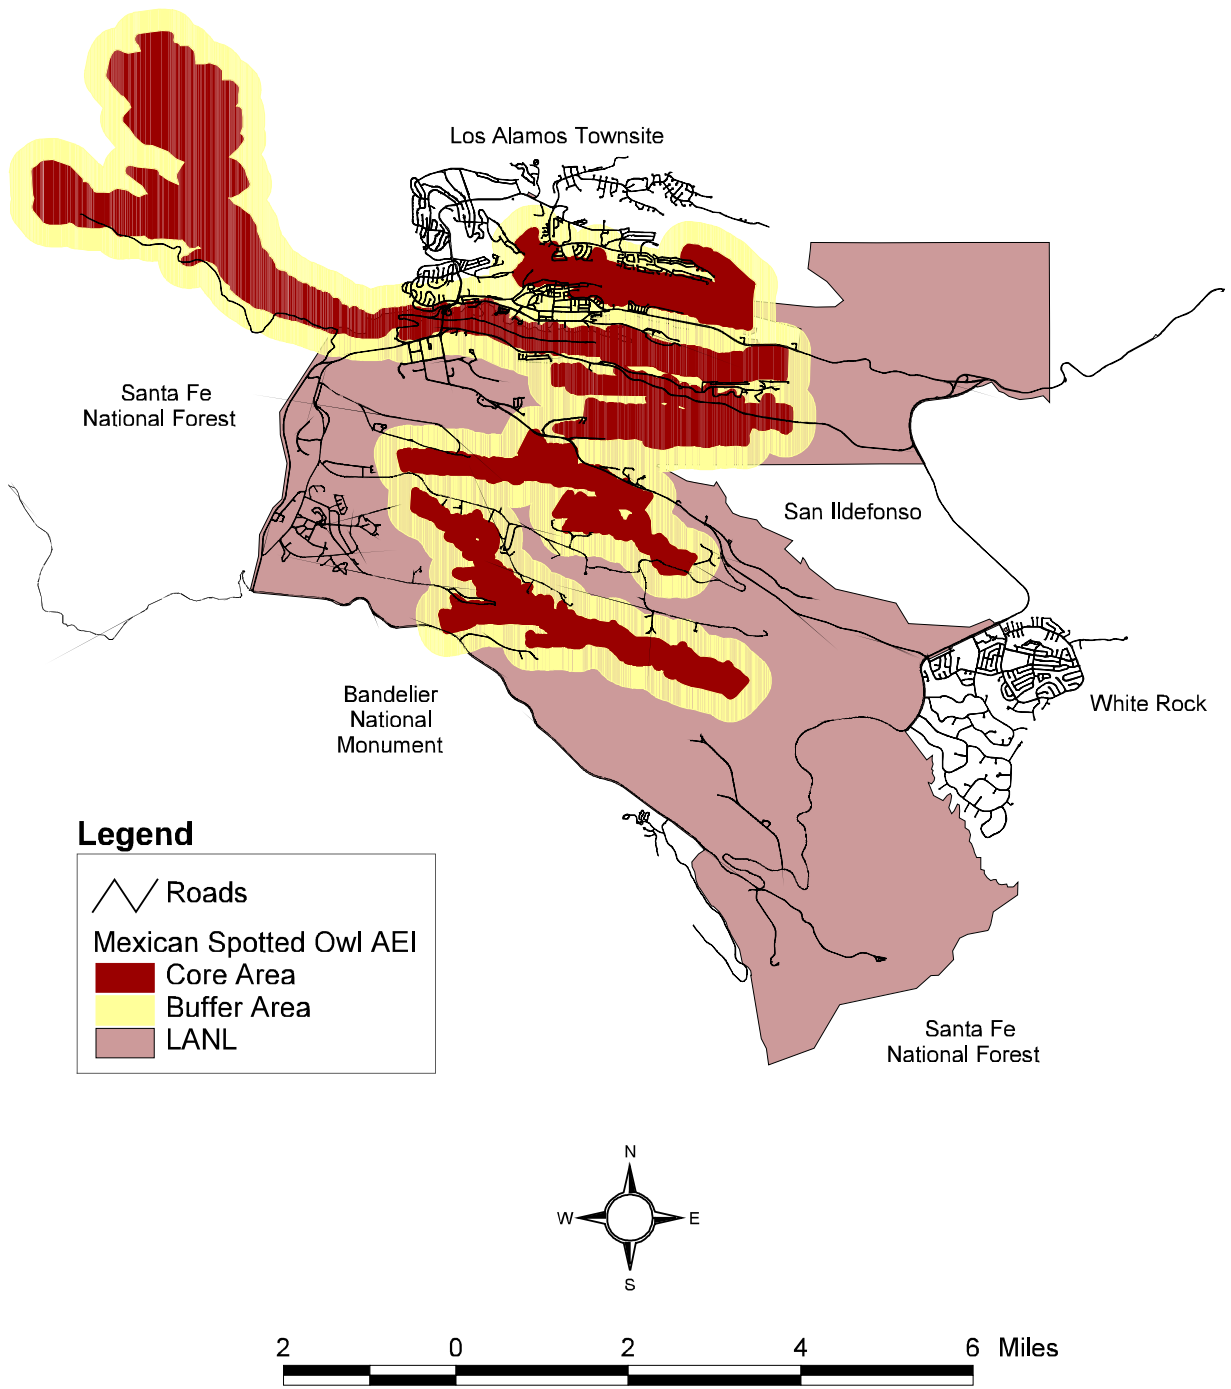 Los Alamos Townsite
Santa Fe
National Forest
San Ildefonso
Bandelier
National
Monument
White Rock
Legend
Roads
Mexican Spotted Owl AEI
Core Area
Buffer Area
LANL
Santa Fe
National Forest
N
W E
S
2 0 2 4 6 Miles